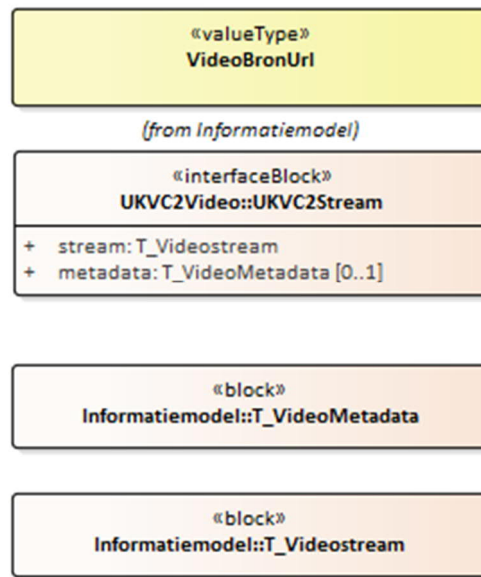 «valueType»
VideoBronUrl
(from Informatiemodel)
«interfaceBlock»
UKVC2Video::UKVC2Stream
+ stream: T_Videostream
+ metadata: T_VideoMetadata [0..1]
«block»
Informatiemodel::T_VideoMetadata
«block»
Informatiemodel::T_Videostream